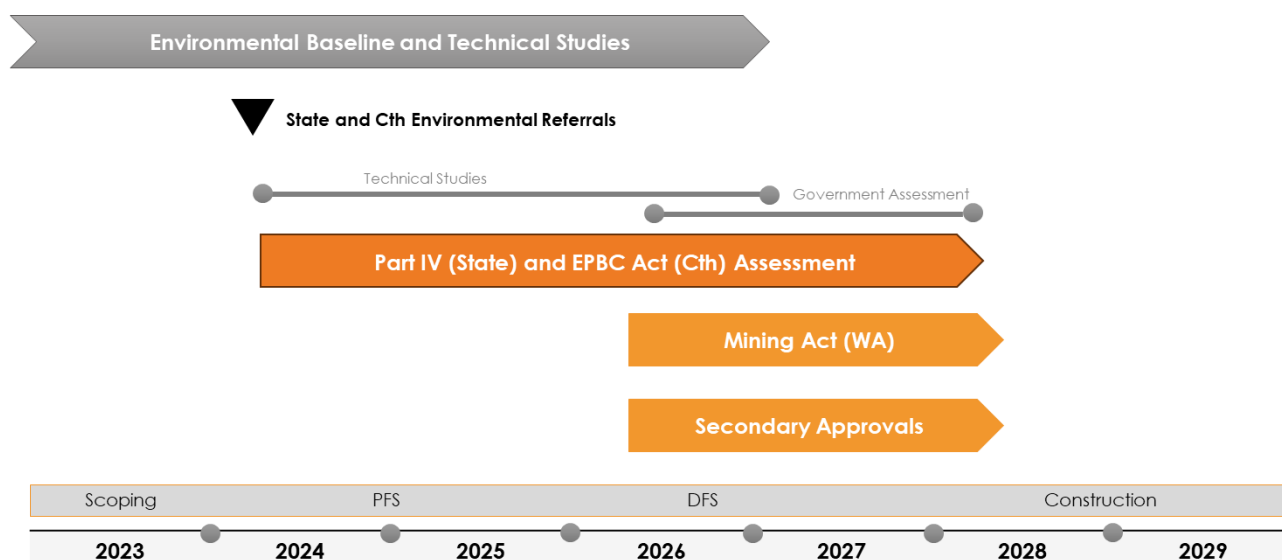 Environmental Baseline and Technical Studies
State and Cth Environmental Referrals
Technical Studies
Government Assessment
Part IV (State) and EPBC Act (Cth) Assessment
Mining Act (WA)
Secondary Approvals
Scoping PFS DFS Construction
2023 2024 2025 2026 2027 2028 2029